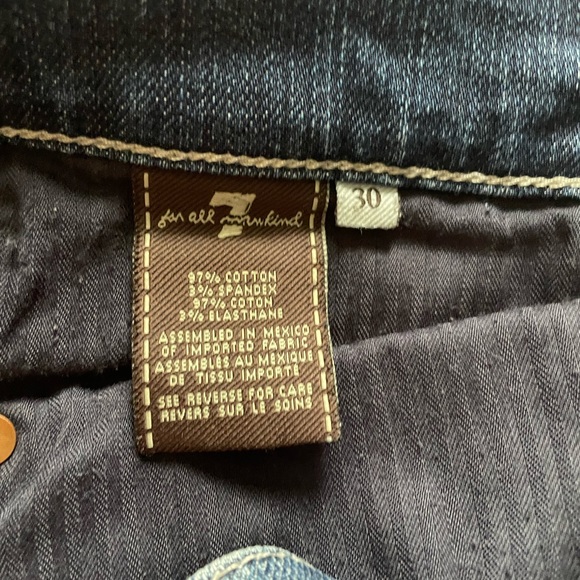 7
for all mankind
30
97% COTTON
3% SPANDEX
97% COTON
3% ELASTHANE
ASSEMBLED IN MEXICO
OF IMPORTED FABRIC
ASSEMBLÉS AU MEXIQUE
DE TISSU IMPORTE
SEE REVERSE FOR CARE
REVERS SUR LE SOINS